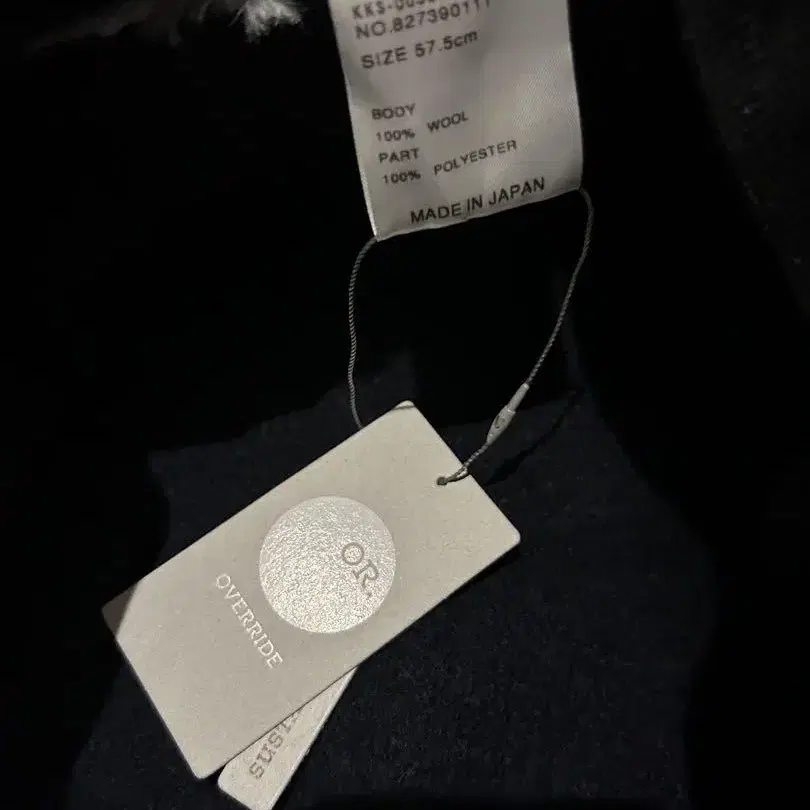 NO.827390111
SIZE 57.5cm
BODY
100% WOOL
PART
100% POLYESTER
MADE IN JAPAN
OR.
OVERRIDE